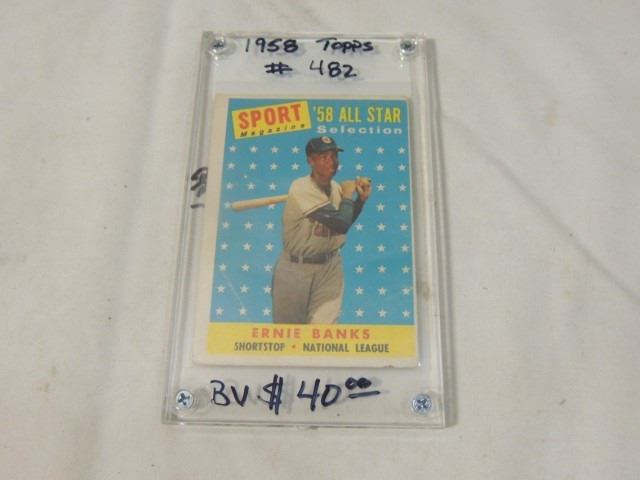 1958 Topps
# 482
SPORT '58 ALL STAR
Magazine Selection
ERNIE BANKS
SHORTSTOP • NATIONAL LEAGUE
BV $ 40.00